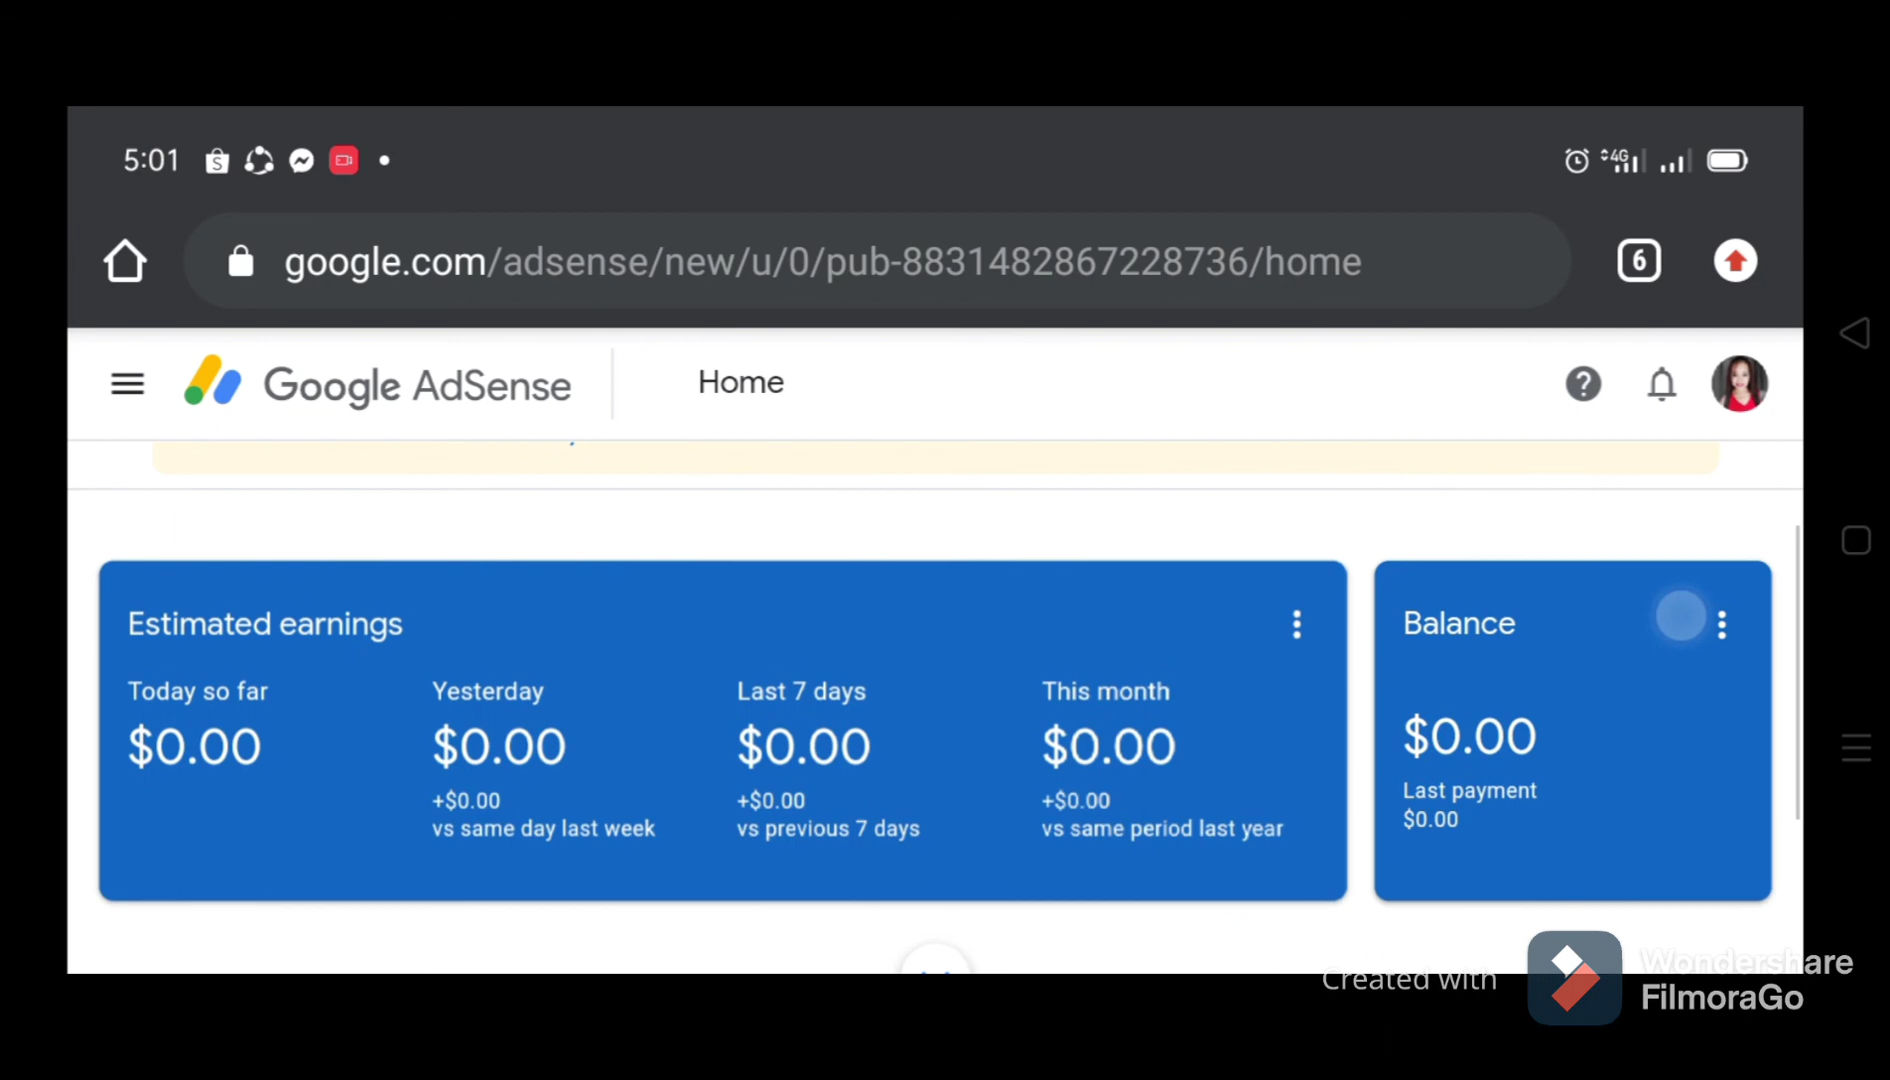 5:01
4G
google.com/adsense/new/u/0/pub-8831482867228736/home
6
Google AdSense
Home
Estimated earnings
Today so far
$0.00
Yesterday
$0.00
+$0.00
vs same day last week
Last 7 days
$0.00
+$0.00
vs previous 7 days
This month
$0.00
+$0.00
vs same period last year
Balance
$0.00
Last payment
$0.00
Created with
Wondershare
FilmoraGo